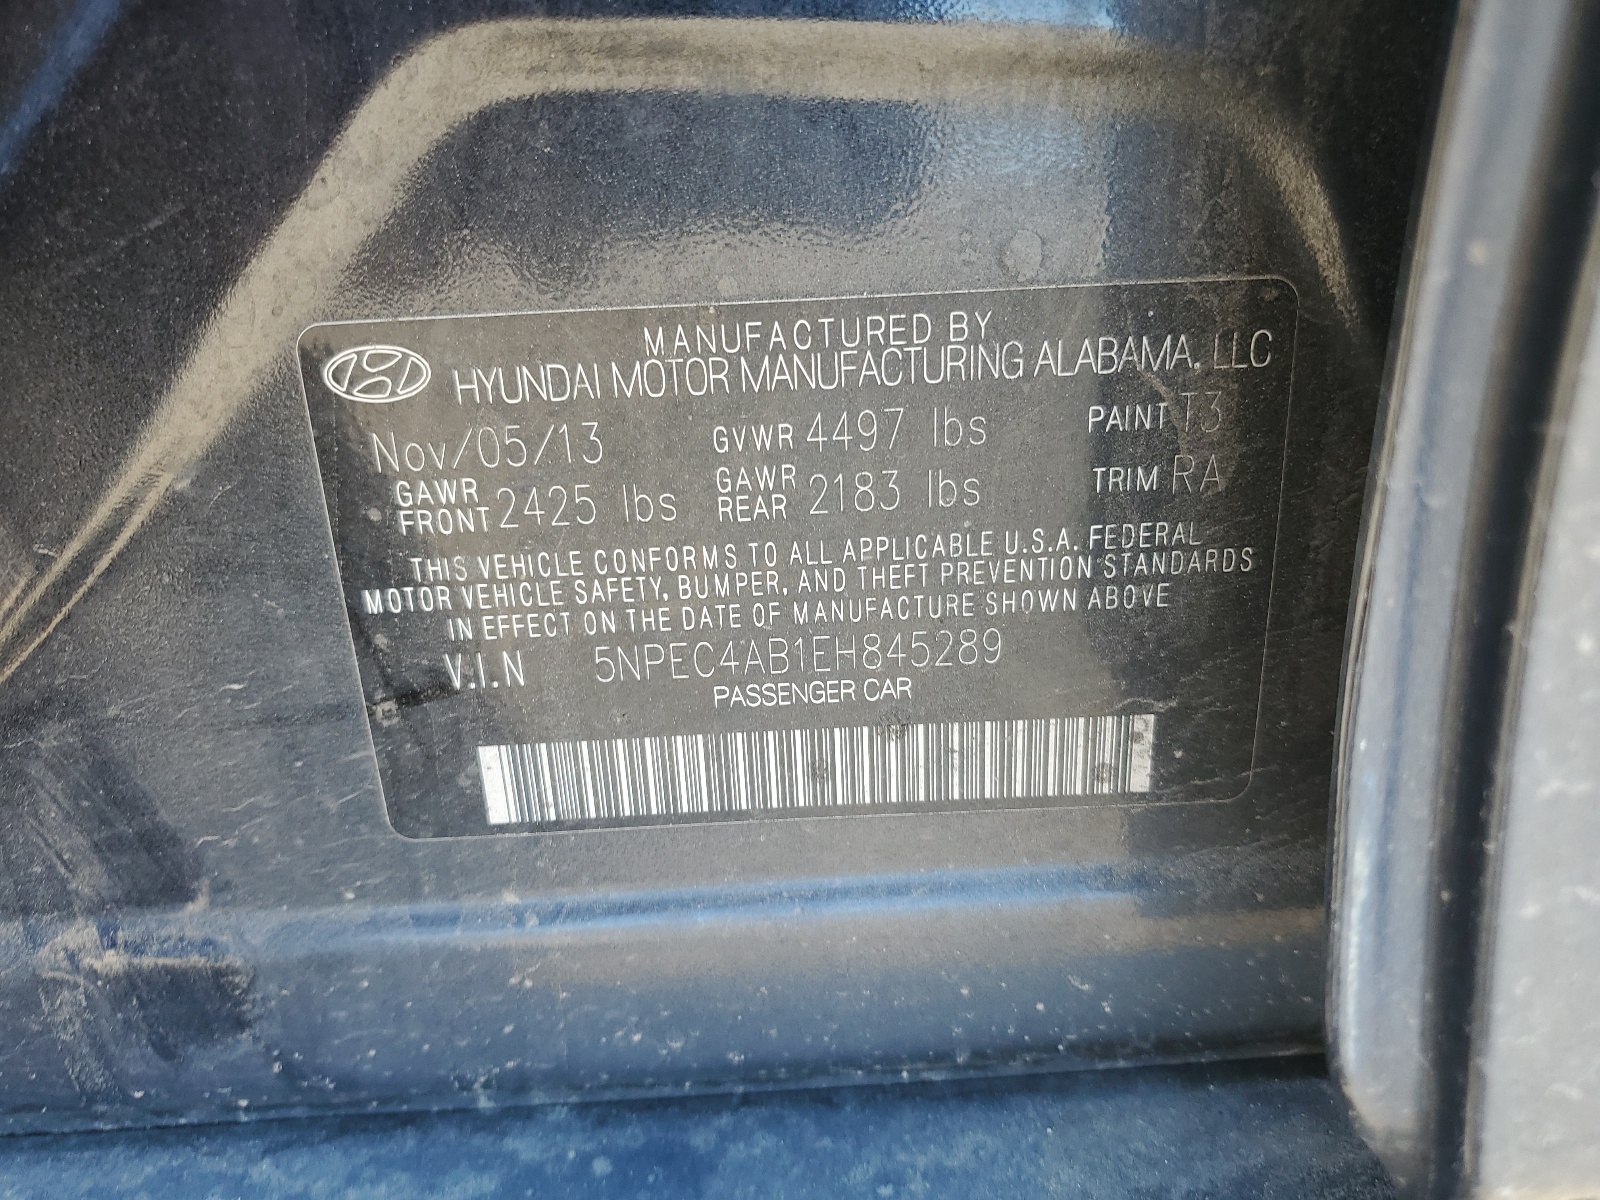 MANUFACTURED BY
HYUNDAI MOTOR MANUFACTURING ALABAMA, LLC
Nov/05/13 GVWR 4497 lbs PAINT T3
GAWR FRONT 2425 lbs GAWR REAR 2183 lbs TRIM RA
THIS VEHICLE CONFORMS TO ALL APPLICABLE U.S.A. FEDERAL
MOTOR VEHICLE SAFETY, BUMPER, AND THEFT PREVENTION STANDARDS
IN EFFECT ON THE DATE OF MANUFACTURE SHOWN ABOVE
V.I.N 5NPEC4AB1EH845289
PASSENGER CAR